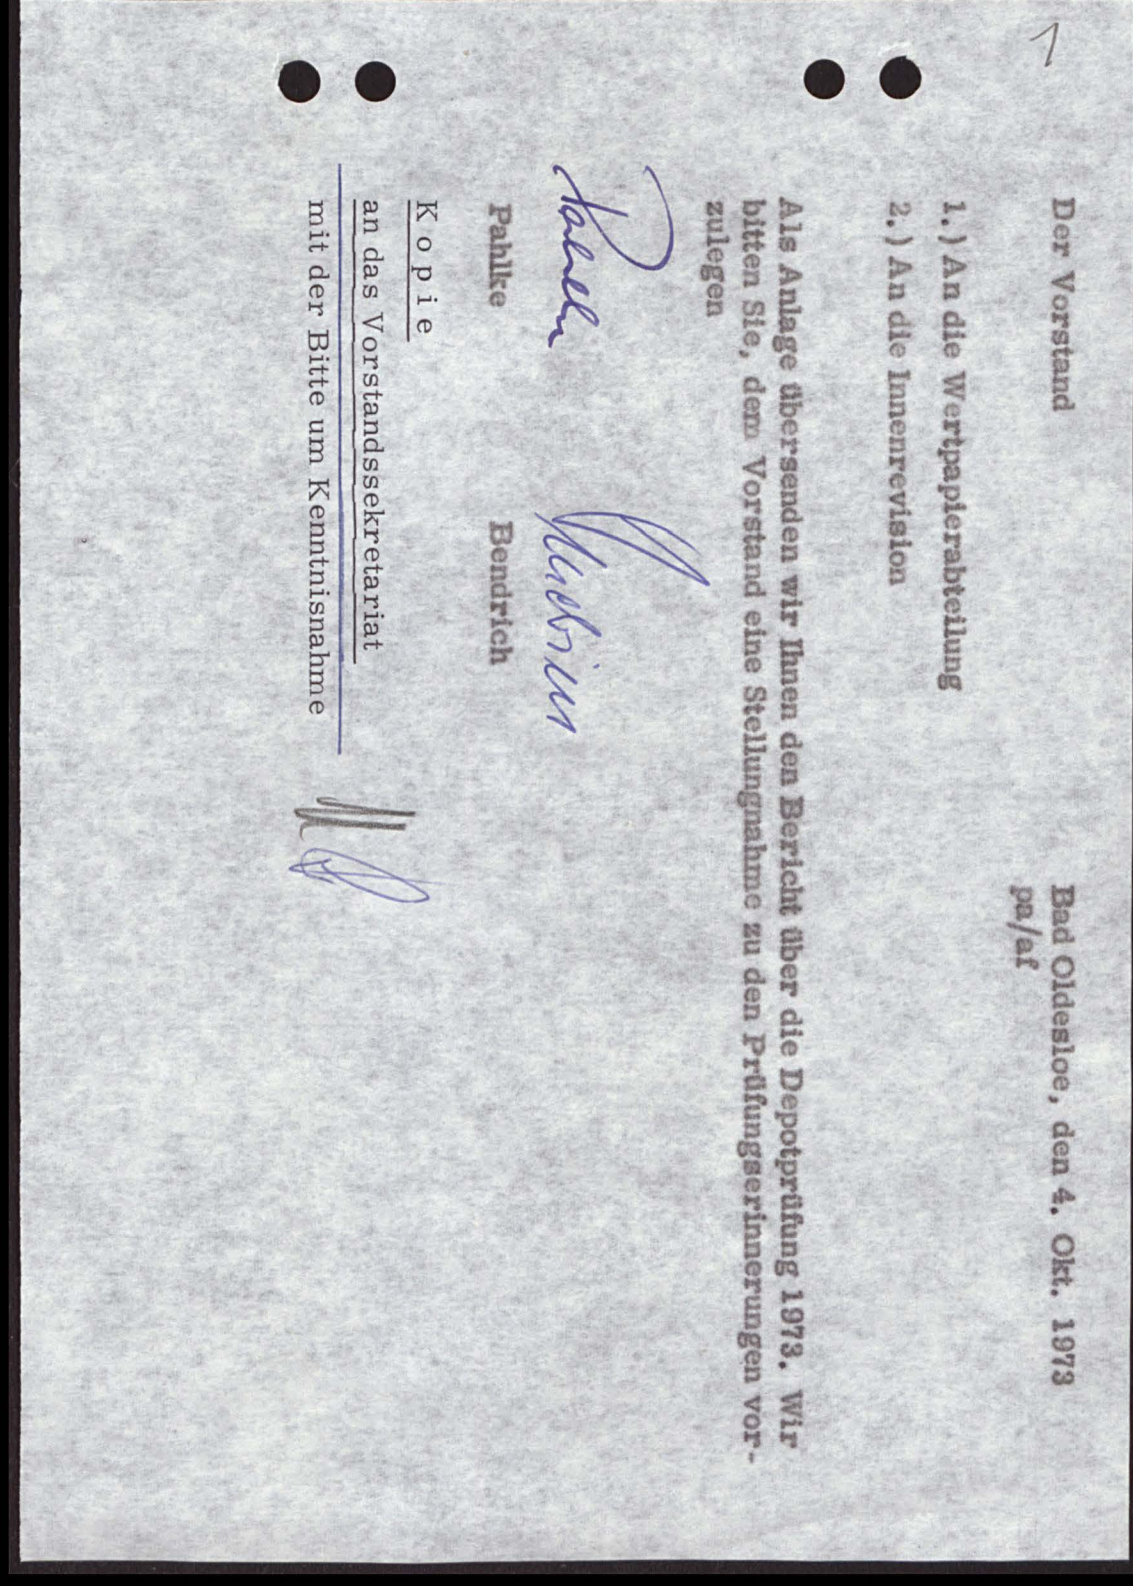 Der Vorstand
Bad Oldesloe, den 4. Okt. 1973
pa/af
1.) An die Wertpapierabteilung
2.) An die Innenrevision
Als Anlage übersenden wir Ihnen den Bericht über die Depotprüfung 1973. Wir
bitten Sie, dem Vorstand eine Stellungnahme zu den Prüfungserinnerungen vor-
zulegen
Pahlke
Bendrich
K o p i e
an das Vorstandssekretariat
mit der Bitte um Kenntnisnahme